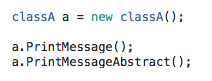 classA a = new classA();
a.PrintMessage();
a.PrintMessageAbstract();